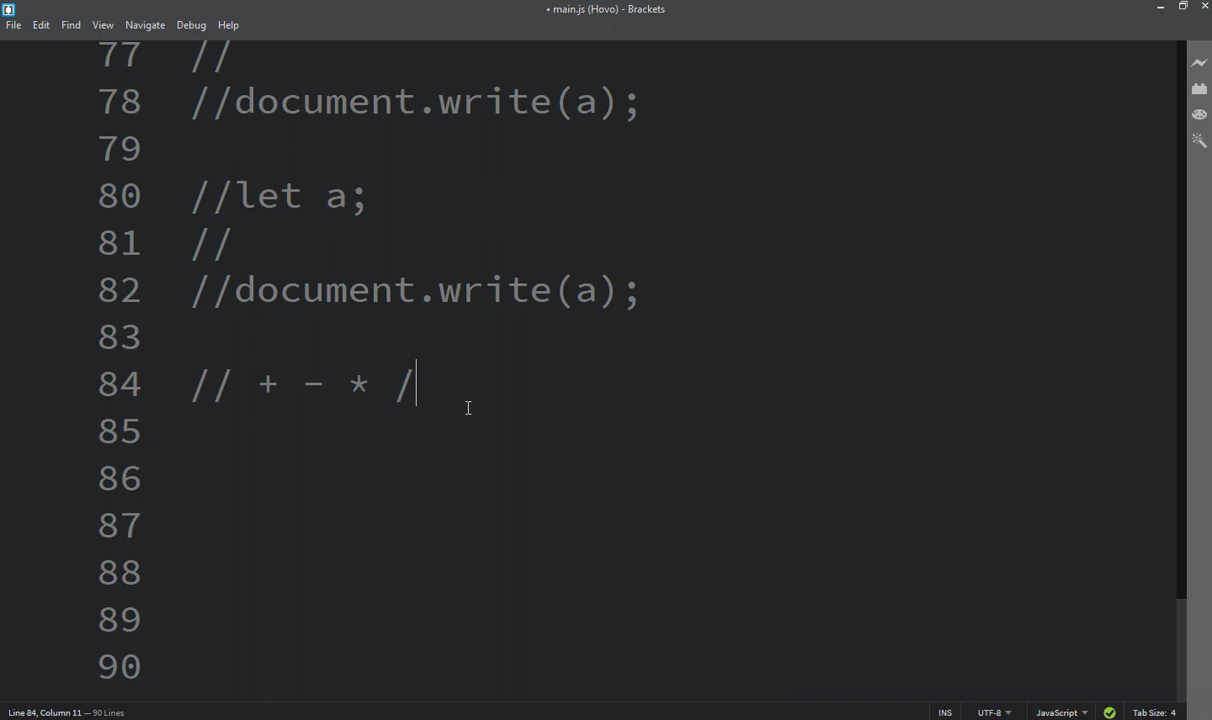 • main.js (Hovo) - Brackets
File Edit Find View Navigate Debug Help
77 //
78 //document.write(a);
79
80 //let a;
81 //
82 //document.write(a);
83
84 // + - * /
85
86
87
88
89
90
Line 84, Column 11 — 90 Lines INS UTF-8 JavaScript Tab Size: 4